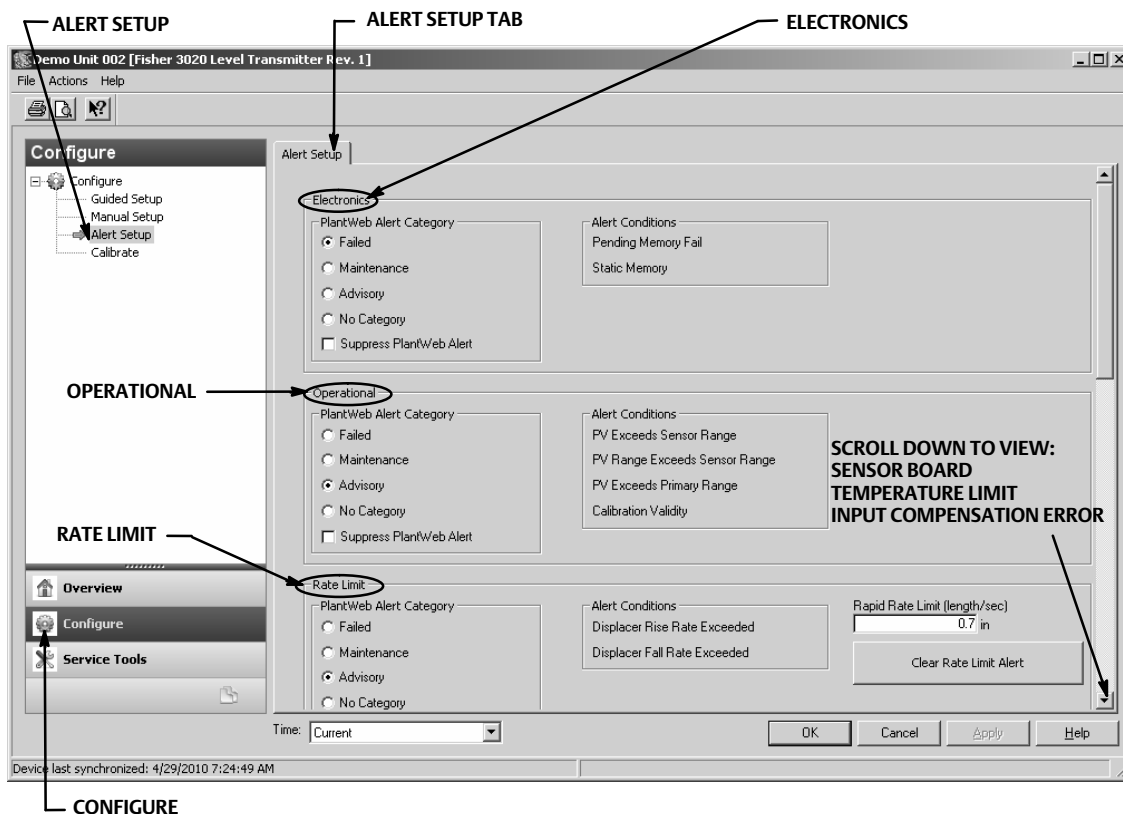 ALERT SETUP
ALERT SETUP TAB
ELECTRONICS
Demo Unit 002 [Fisher 3020 Level Transmitter Rev. 1]
File Actions Help
Configure
Configure
Guided Setup
Manual Setup
Alert Setup
Calibrate
Alert Setup
Electronics
PlantWeb Alert Category
Failed
Maintenance
Advisory
No Category
Suppress PlantWeb Alert
Alert Conditions
Pending Memory Fail
Static Memory
OPERATIONAL
Operational
PlantWeb Alert Category
Failed
Maintenance
Advisory
No Category
Suppress PlantWeb Alert
Alert Conditions
PV Exceeds Sensor Range
PV Range Exceeds Sensor Range
PV Exceeds Primary Range
Calibration Validity
SCROLL DOWN TO VIEW:
SENSOR BOARD
TEMPERATURE LIMIT
INPUT COMPENSATION ERROR
RATE LIMIT
Rate Limit
PlantWeb Alert Category
Failed
Maintenance
Advisory
No Category
Alert Conditions
Displacer Rise Rate Exceeded
Displacer Fall Rate Exceeded
Rapid Rate Limit (length/sec)
0.7 in
Clear Rate Limit Alert
Overview
Configure
Service Tools
Time: Current
OK Cancel Apply Help
Device last synchronized: 4/29/2010 7:24:49 AM
CONFIGURE